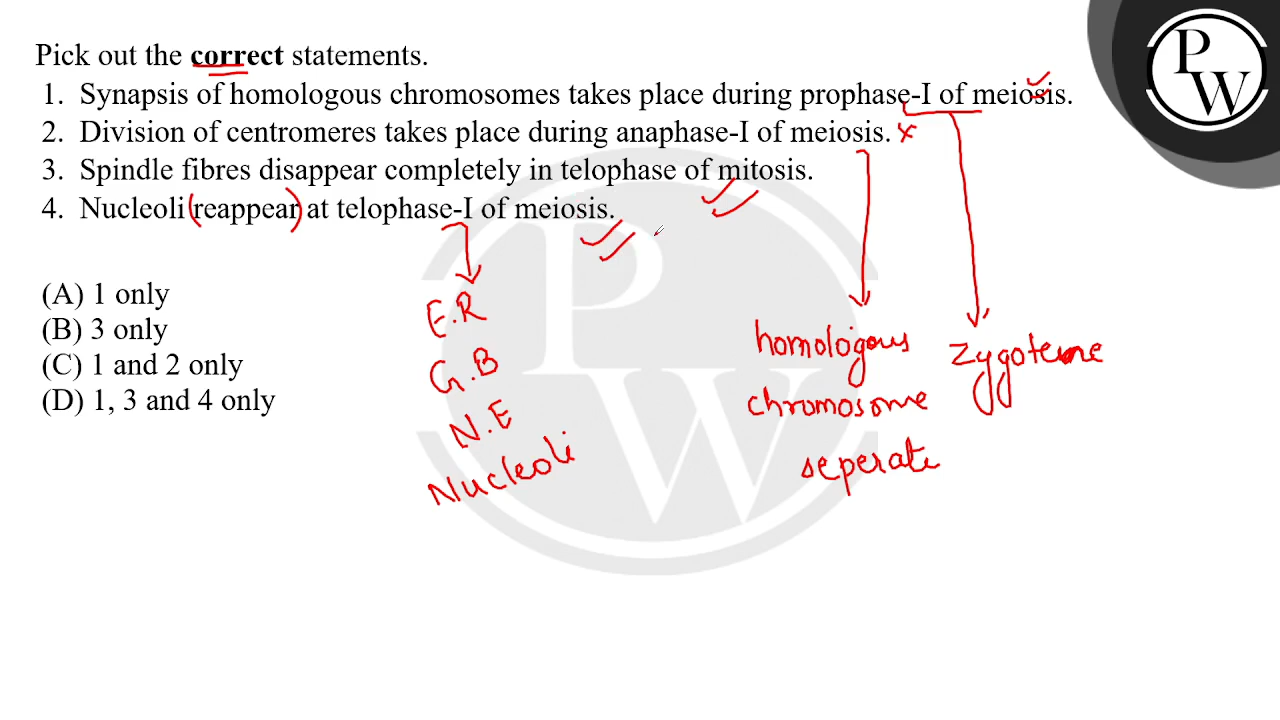 Pick out the correct statements.
1. Synapsis of homologous chromosomes takes place during prophase-I of meiosis.
2. Division of centromeres takes place during anaphase-I of meiosis.
3. Spindle fibres disappear completely in telophase of mitosis.
4. Nucleoli (reappear) at telophase-I of meiosis.
(A) 1 only
(B) 3 only
(C) 1 and 2 only
(D) 1, 3 and 4 only
E.R
G.B
N.E
Nucleoli
homologous
chromosome
seperate
zygotene
PW
PW